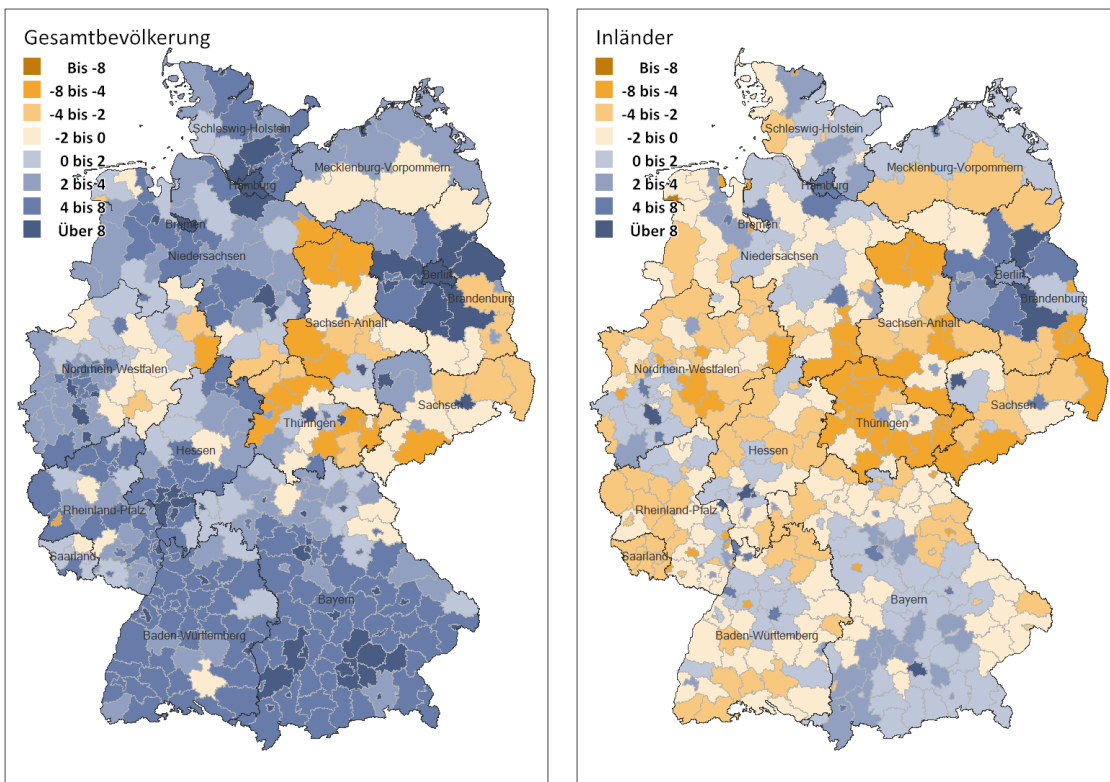 Gesamtbevölkerung
Bis -8
-8 bis -4
-4 bis -2
-2 bis 0
0 bis 2
2 bis 4
4 bis 8
Über 8
Schleswig-Holstein
Mecklenburg-Vorpommern
Hamburg
Bremen
Niedersachsen
Berlin
Brandenburg
Sachsen-Anhalt
Nordrhein-Westfalen
Sachsen
Thüringen
Hessen
Rheinland-Pfalz
Saarland
Bayern
Baden-Württemberg
Inländer
Bis -8
-8 bis -4
-4 bis -2
-2 bis 0
0 bis 2
2 bis 4
4 bis 8
Über 8
Schleswig-Holstein
Mecklenburg-Vorpommern
Hamburg
Bremen
Niedersachsen
Berlin
Brandenburg
Sachsen-Anhalt
Nordrhein-Westfalen
Sachsen
Thüringen
Hessen
Rheinland-Pfalz
Saarland
Bayern
Baden-Württemberg